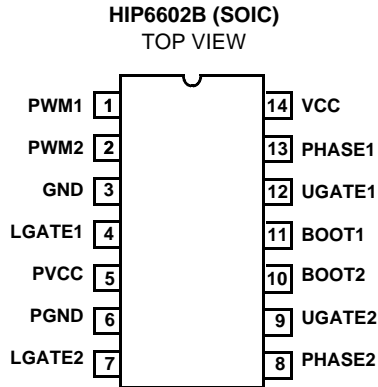 HIP6602B (SOIC)
TOP VIEW
PWM1 1 14 VCC
PWM2 2 13 PHASE1
GND 3 12 UGATE1
LGATE1 4 11 BOOT1
PVCC 5 10 BOOT2
PGND 6 9 UGATE2
LGATE2 7 8 PHASE2